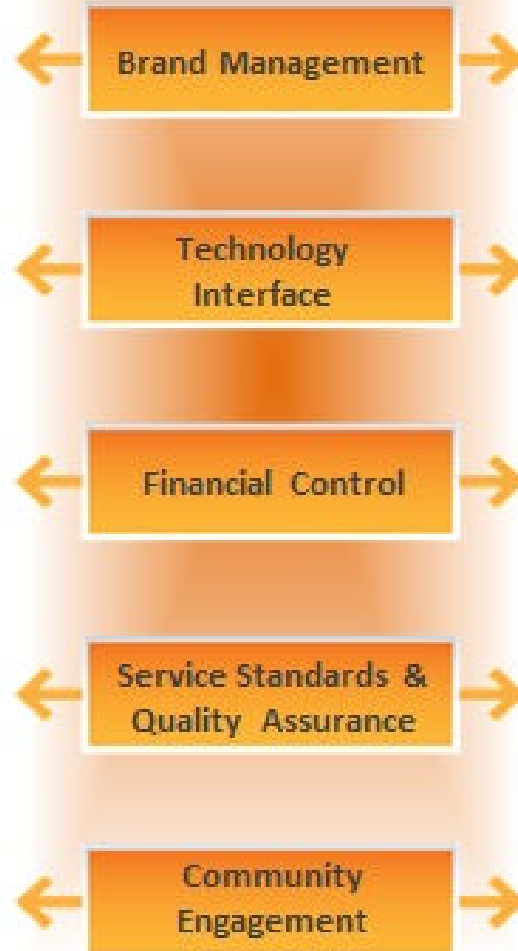 Brand Management
Technology
Interface
Financial Control
Service Standards &
Quality Assurance
Community
Engagement